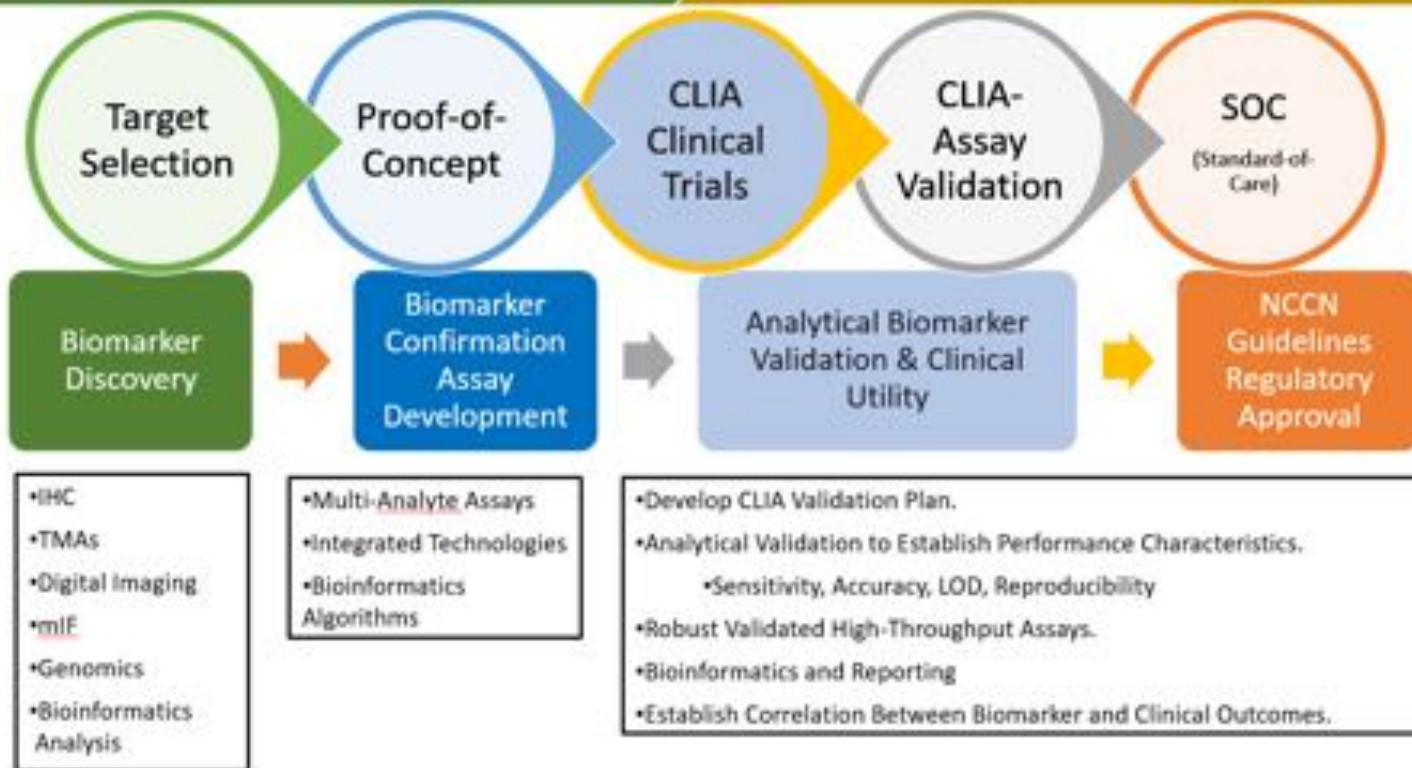 Target
Selection
Proof-of-
Concept
CLIA
Clinical
Trials
CLIA-
Assay
Validation
SOC
(Standard-of-
Care)
Biomarker
Discovery
Biomarker
Confirmation
Assay
Development
Analytical Biomarker
Validation & Clinical
Utility
NCCN
Guidelines
Regulatory
Approval
•IHC
•TMAs
•Digital Imaging
•mIF
•Genomics
•Bioinformatics
Analysis
•Multi-Analyte Assays
•Integrated Technologies
•Bioinformatics
Algorithms
•Develop CLIA Validation Plan.
•Analytical Validation to Establish Performance Characteristics.
•Sensitivity, Accuracy, LOD, Reproducibility
•Robust Validated High-Throughput Assays.
•Bioinformatics and Reporting
•Establish Correlation Between Biomarker and Clinical Outcomes.